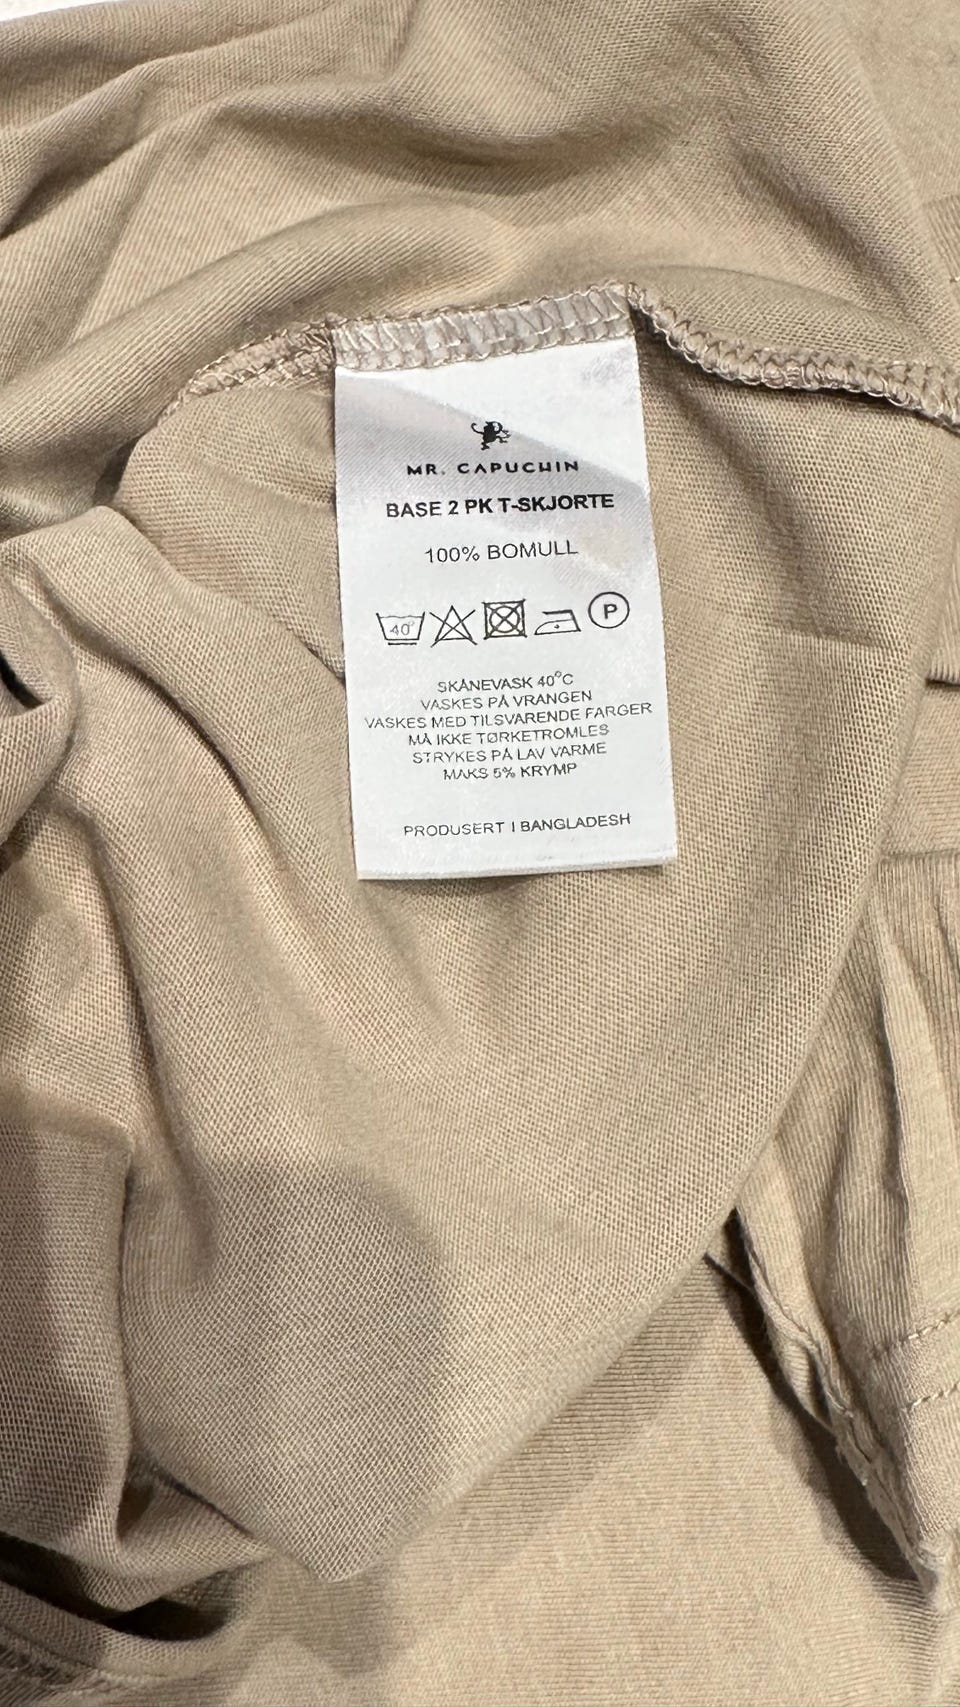 MR. CAPUCHIN
BASE 2 PK T-SKJORTE
100% BOMULL
40° P
SKÅNEVASK 40°C
VASKES PÅ VRANGEN
VASKES MED TILSVARENDE FARGER
MÅ IKKE TØRKETROMLES
STRYKES PÅ LAV VARME
MAKS 5% KRYMP
PRODUSERT I BANGLADESH